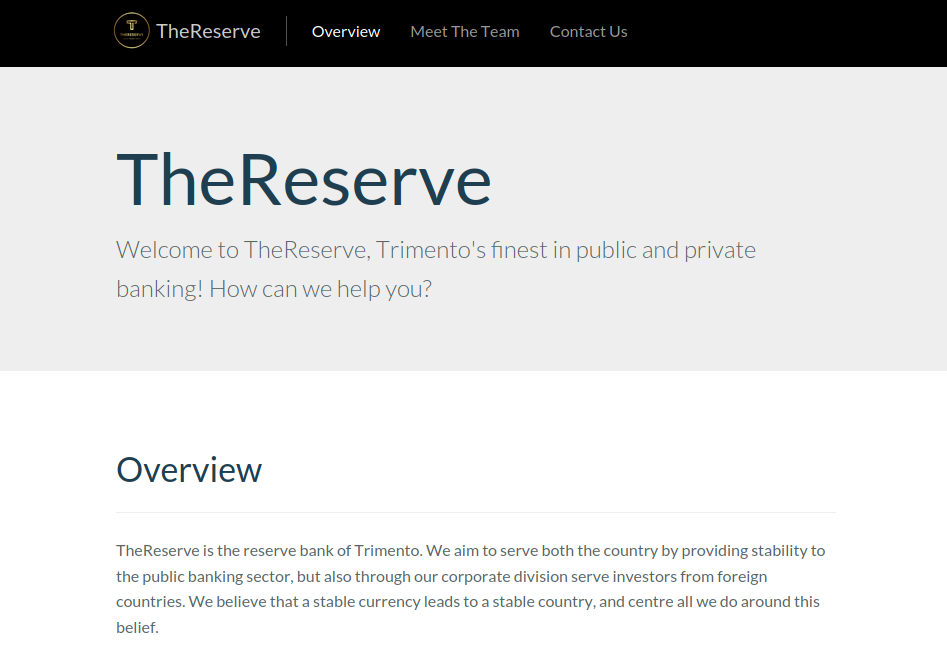 TheReserve Overview Meet The Team Contact Us
TheReserve
Welcome to TheReserve, Trimento's finest in public and private
banking! How can we help you?
Overview
TheReserve is the reserve bank of Trimento. We aim to serve both the country by providing stability to
the public banking sector, but also through our corporate division serve investors from foreign
countries. We believe that a stable currency leads to a stable country, and centre all we do around this
belief.